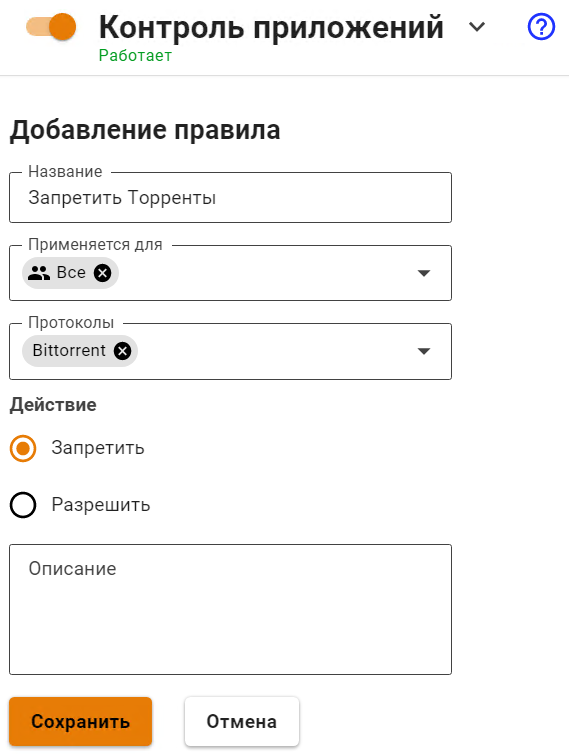 Контроль приложений
Работает
Добавление правила
Название
Запретить Торренты
Применяется для
Все
Протоколы
Bittorrent
Действие
Запретить
Разрешить
Описание
Сохранить
Отмена